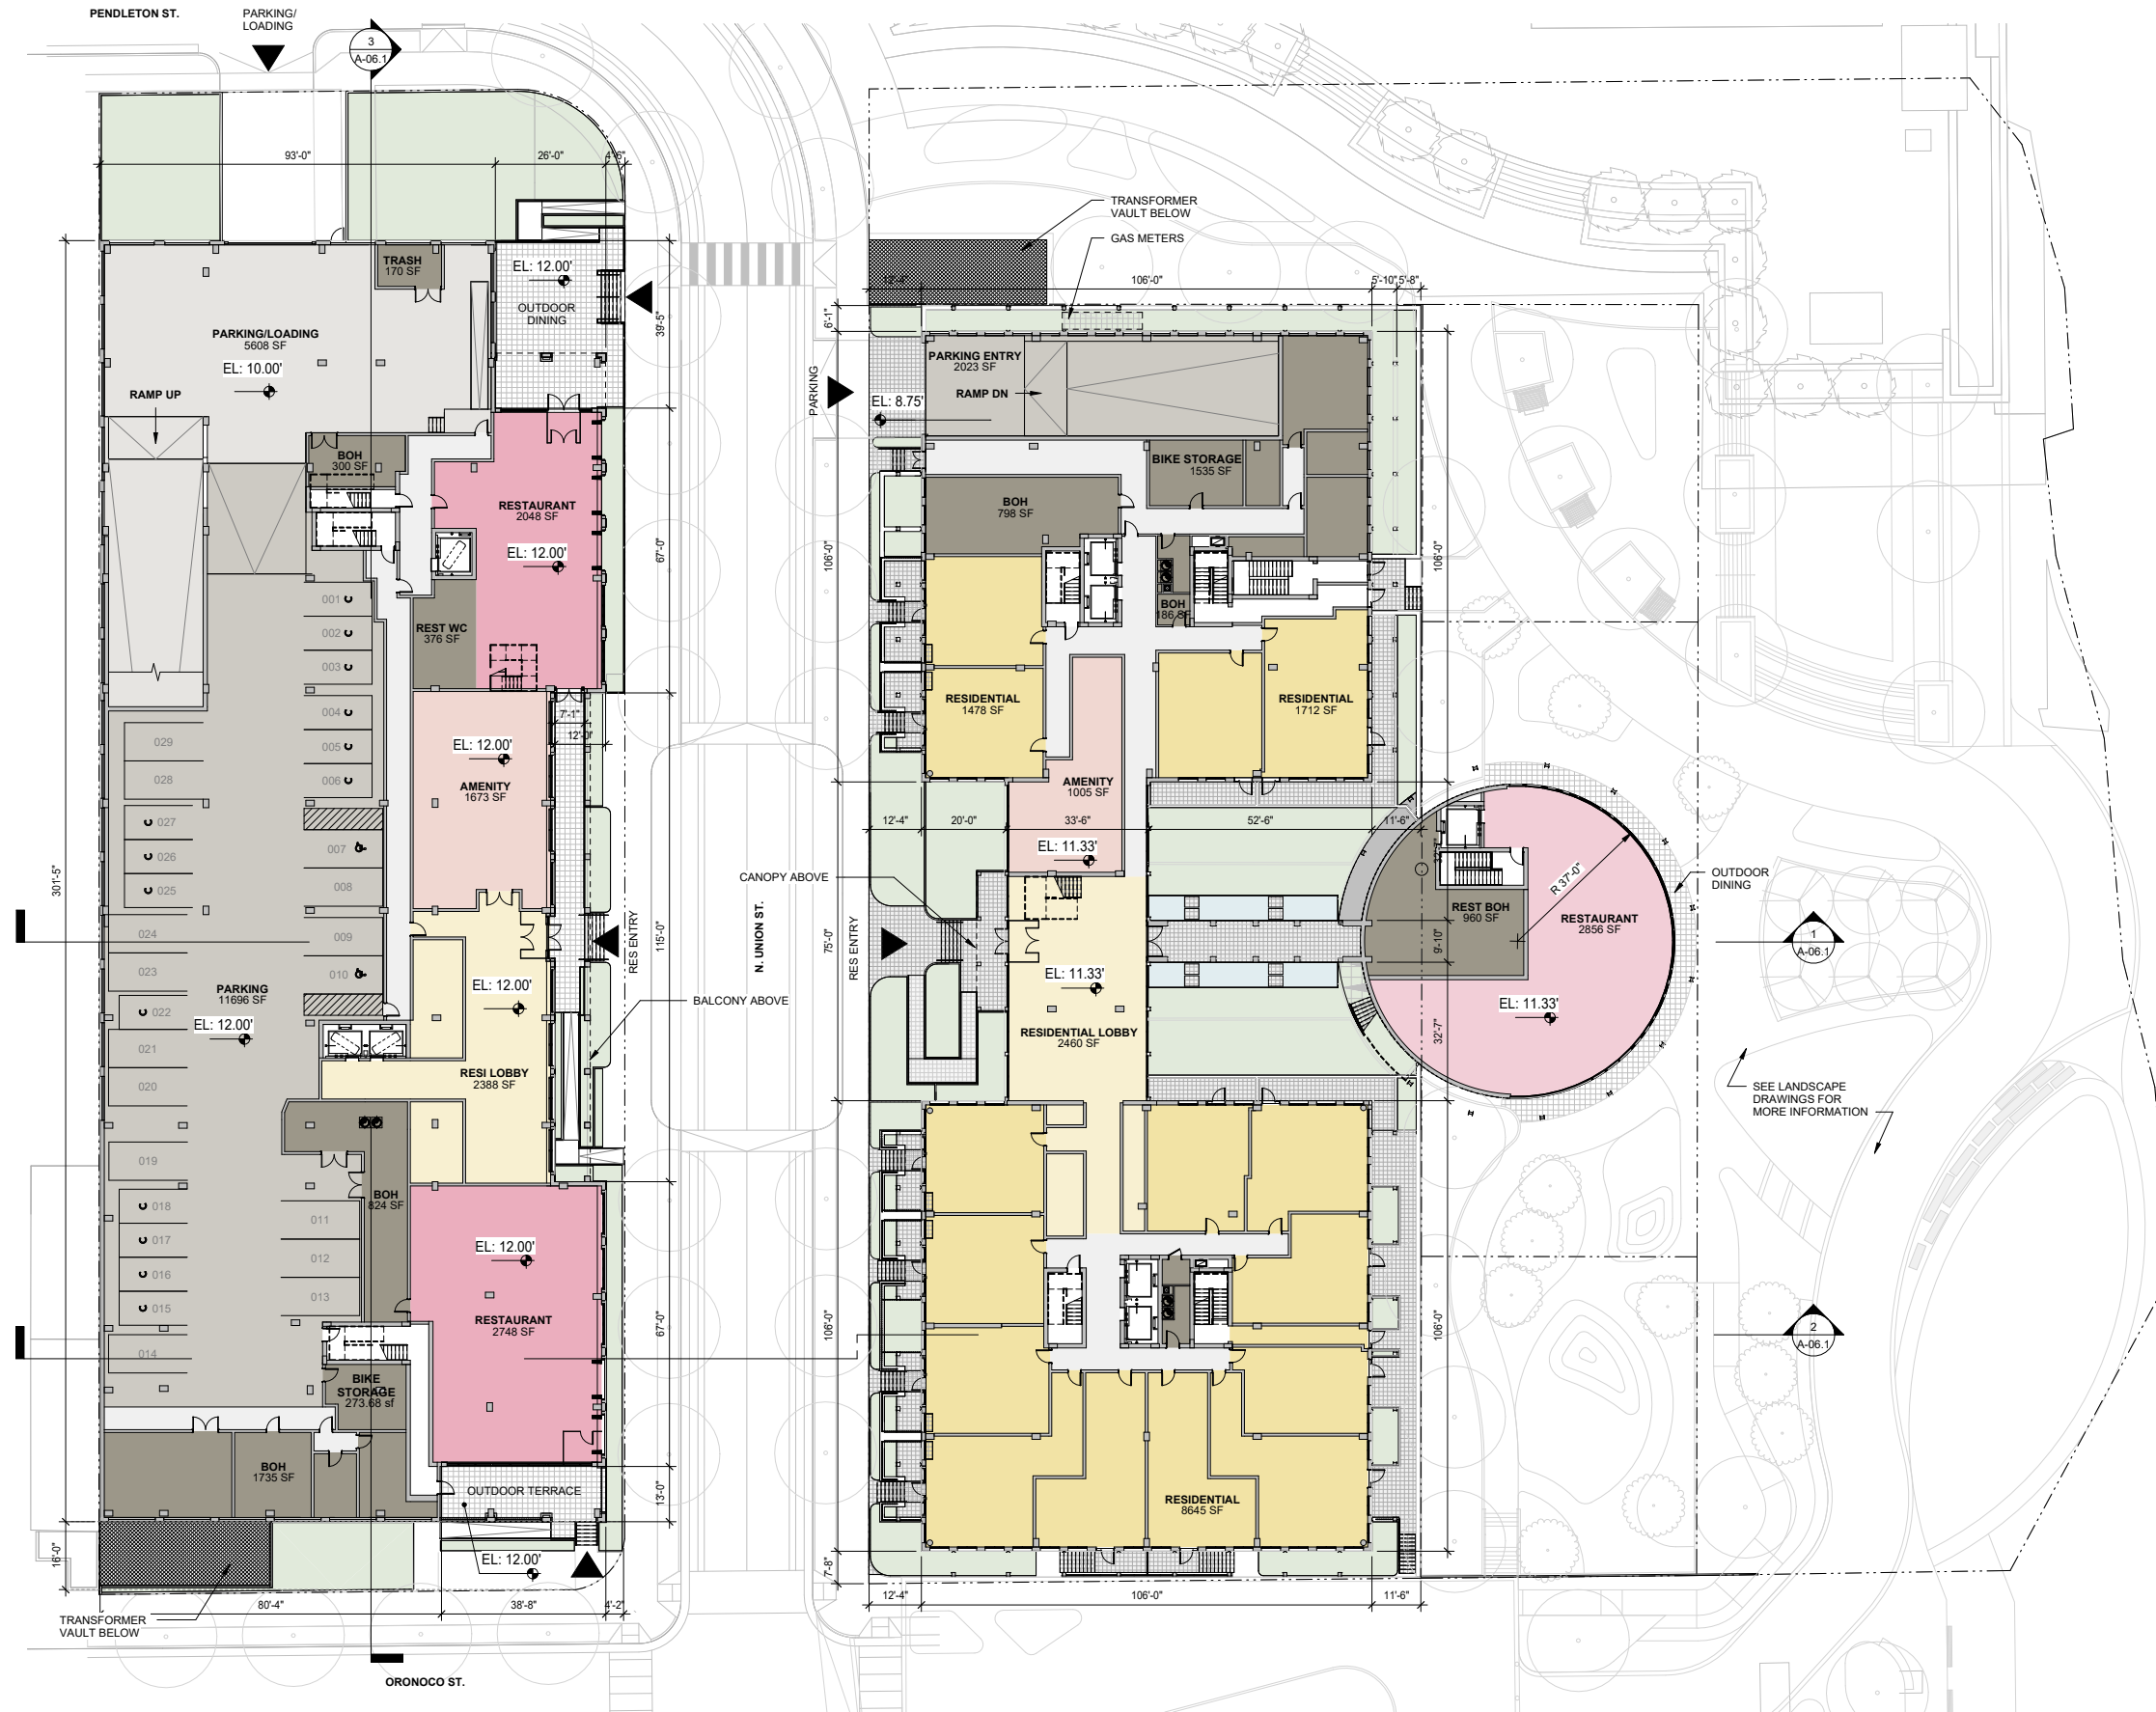 PENDLETON ST.
PARKING/
LOADING
3
A-06.1
93'-0"
26'-0"
4'-6"
TRASH
170 SF
EL: 12.00'
OUTDOOR
DINING
39'-5"
PARKING/LOADING
5608 SF
EL: 10.00'
RAMP UP
BOH
300 SF
RESTAURANT
2048 SF
EL: 12.00'
67'-0"
REST WC
376 SF
001
002
003
004
005
006
007
008
009
010
029
028
027
026
025
024
023
022
021
020
019
018
017
016
015
014
011
012
013
7'-1"
12'-0"
EL: 12.00'
AMENITY
1673 SF
301'-5"
RES ENTRY
115'-0"
EL: 12.00'
PARKING
11696 SF
EL: 12.00'
BALCONY ABOVE
RESI LOBBY
2388 SF
BOH
824 SF
EL: 12.00'
RESTAURANT
2748 SF
67'-0"
BIKE
STORAGE
273.68 sf
BOH
1735 SF
OUTDOOR TERRACE
13'-0"
16'-0"
EL: 12.00'
80'-4"
38'-8"
4'-2"
TRANSFORMER
VAULT BELOW
ORONOCO ST.
N. UNION ST.
TRANSFORMER
VAULT BELOW
GAS METERS
12'-4"
106'-0"
5'-10"
5'-8"
6'-1"
PARKING ENTRY
2023 SF
RAMP DN
PARKING
EL: 8.75'
BIKE STORAGE
1535 SF
BOH
798 SF
106'-0"
106'-0"
BOH
186 SF
RESIDENTIAL
1478 SF
RESIDENTIAL
1712 SF
AMENITY
1005 SF
12'-4"
20'-0"
33'-6"
52'-6"
11'-6"
EL: 11.33'
CANOPY ABOVE
OUTDOOR
DINING
R 37'-0"
REST BOH
960 SF
RESTAURANT
2856 SF
75'-0"
RES ENTRY
9'-10"
1
A-06.1
EL: 11.33'
EL: 11.33'
RESIDENTIAL LOBBY
2460 SF
32'-7"
SEE LANDSCAPE
DRAWINGS FOR
MORE INFORMATION
106'-0"
106'-0"
2
A-06.1
RESIDENTIAL
8645 SF
7'-8"
12'-4"
106'-0"
11'-6"